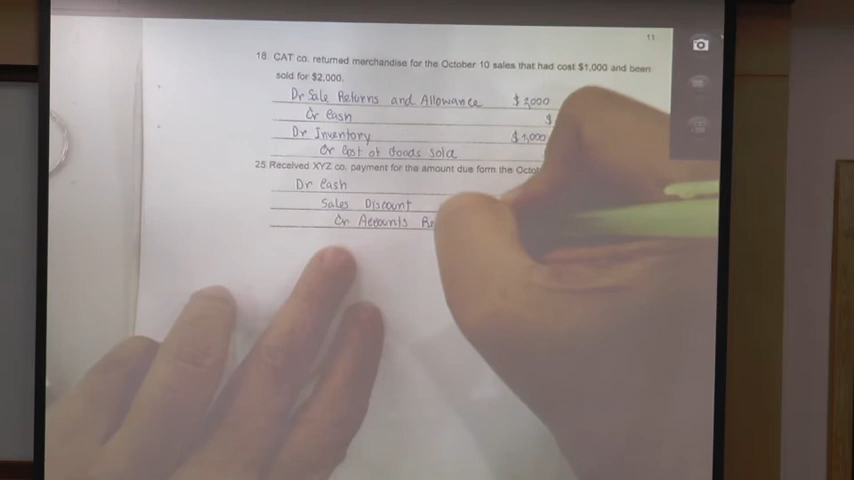 11
18. CAT co. returned merchandise for the October 10 sales that had cost $1,000 and been
sold for $2,000.
Dr Sale Returns and Allowance $2,000
Cr Cash $
Dr Inventory $1,000
Cr Cost of Goods Sold
25. Received XYZ co. payment for the amount due form the
Dr Cash
Sales Discount
Cr Accounts